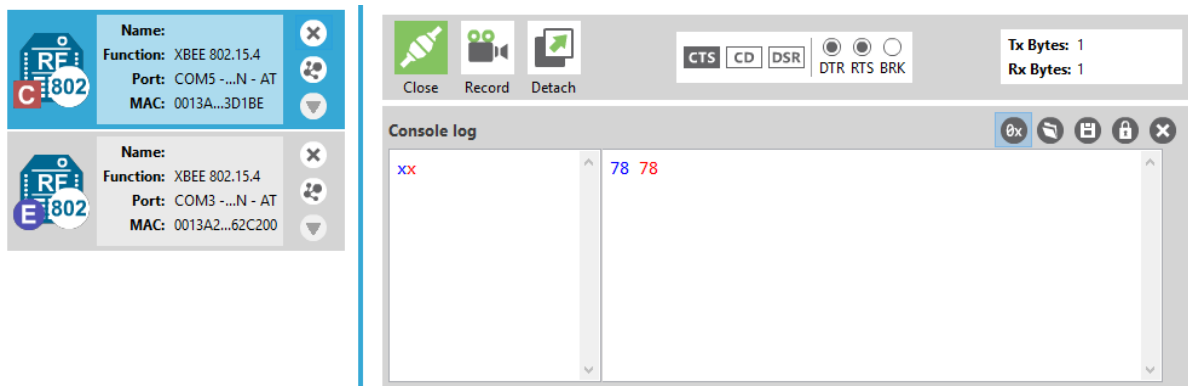 RF
C
802
Name:
Function: XBEE 802.15.4
Port: COM5 -...N - AT
MAC: 0013A...3D1BE
RF
E
802
Name:
Function: XBEE 802.15.4
Port: COM3 -...N - AT
MAC: 0013A2...62C200
Close Record Detach
CTS CD DSR DTR RTS BRK
Tx Bytes: 1
Rx Bytes: 1
Console log
0x
xx
78 78